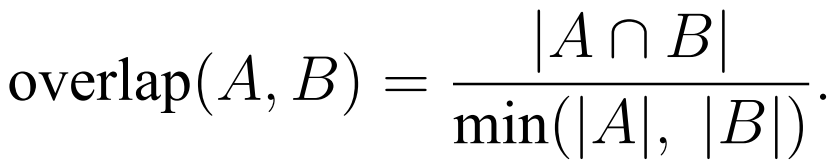 overlap(A, B) = |A ∩ B| / min(|A|, |B|).